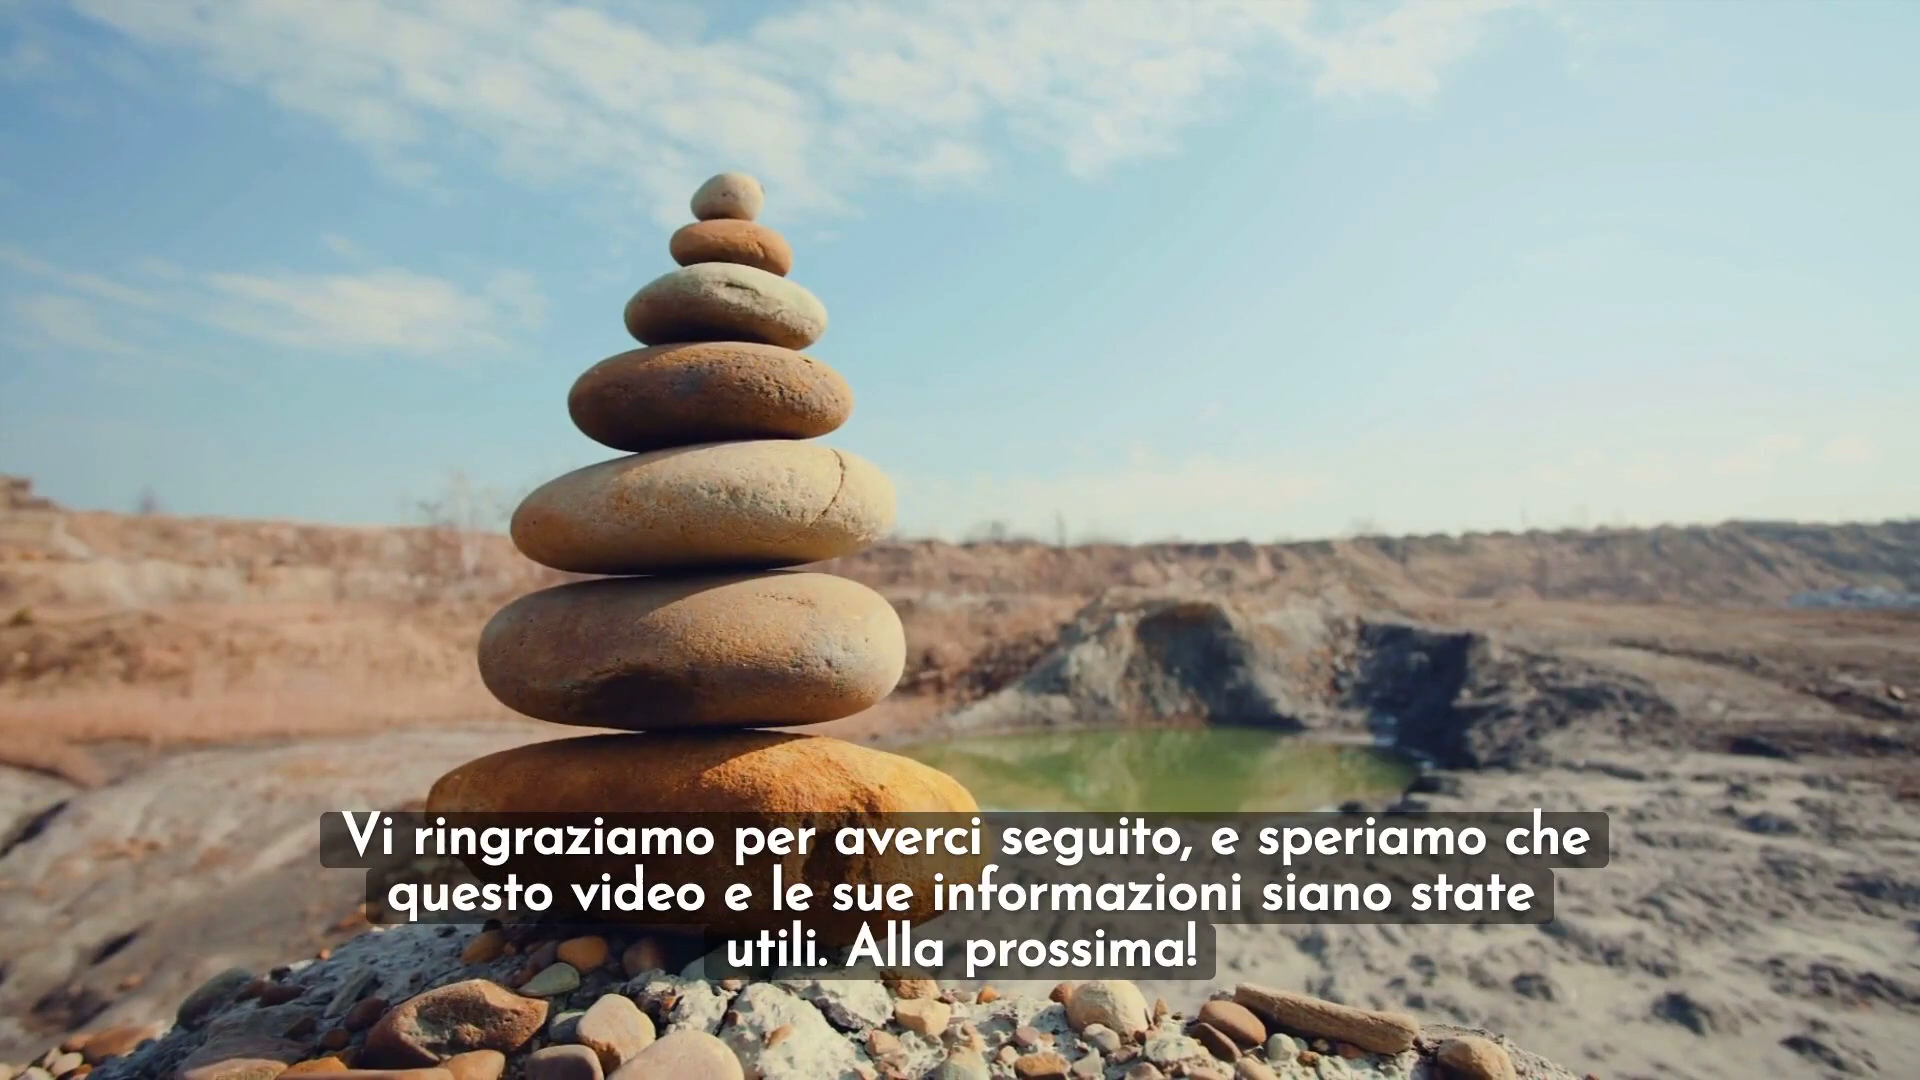 Vi ringraziamo per averci seguito, e speriamo che
questo video e le sue informazioni siano state
utili. Alla prossima!